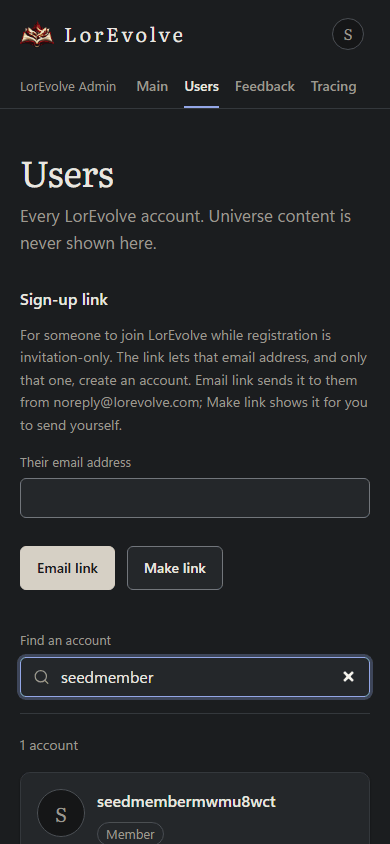 LorEvolve
S
LorEvolve Admin Main Users Feedback Tracing
Users
Every LorEvolve account. Universe content is
never shown here.
Sign-up link
For someone to join LorEvolve while registration is
invitation-only. The link lets that email address, and only
that one, create an account. Email link sends it to them
from noreply@lorevolve.com; Make link shows it for you
to send yourself.
Their email address
Email link Make link
Find an account
seedmember
1 account
S
seedmembermwmu8wct
Member